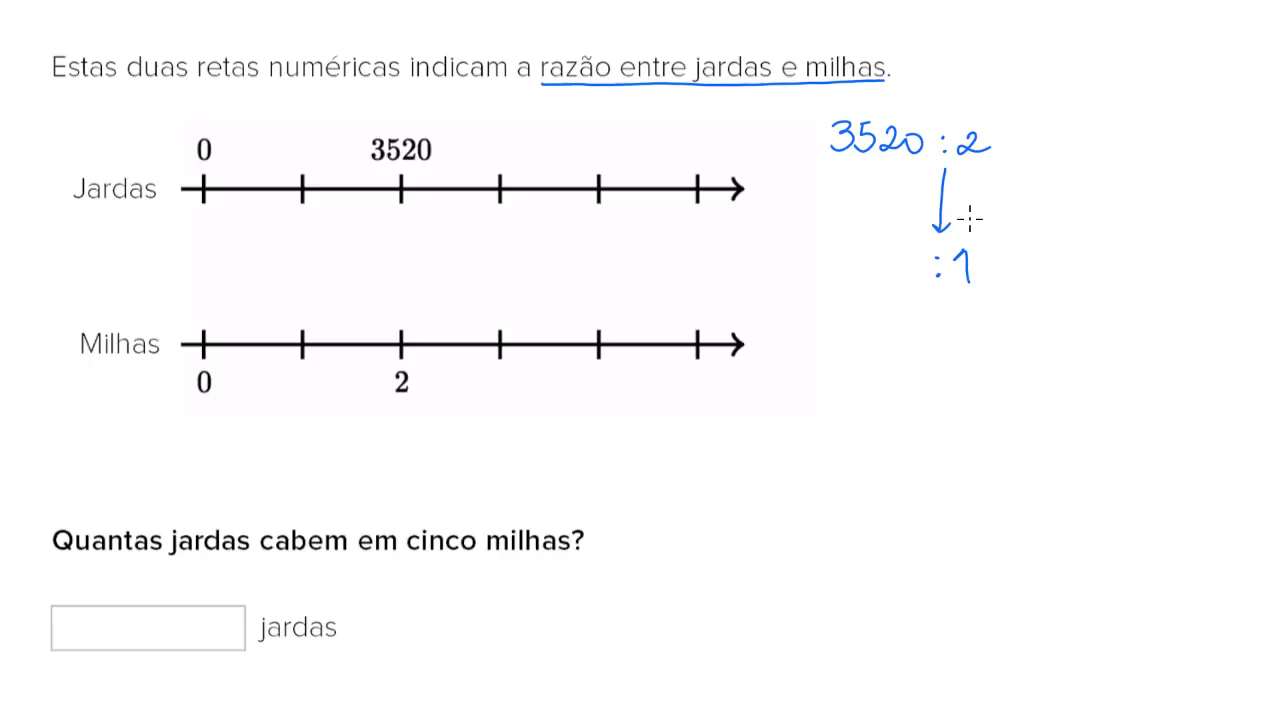 Estas duas retas numéricas indicam a razão entre jardas e milhas.
3520 : 2
0 3520
Jardas
: 1
Milhas
0 2
Quantas jardas cabem em cinco milhas?
jardas